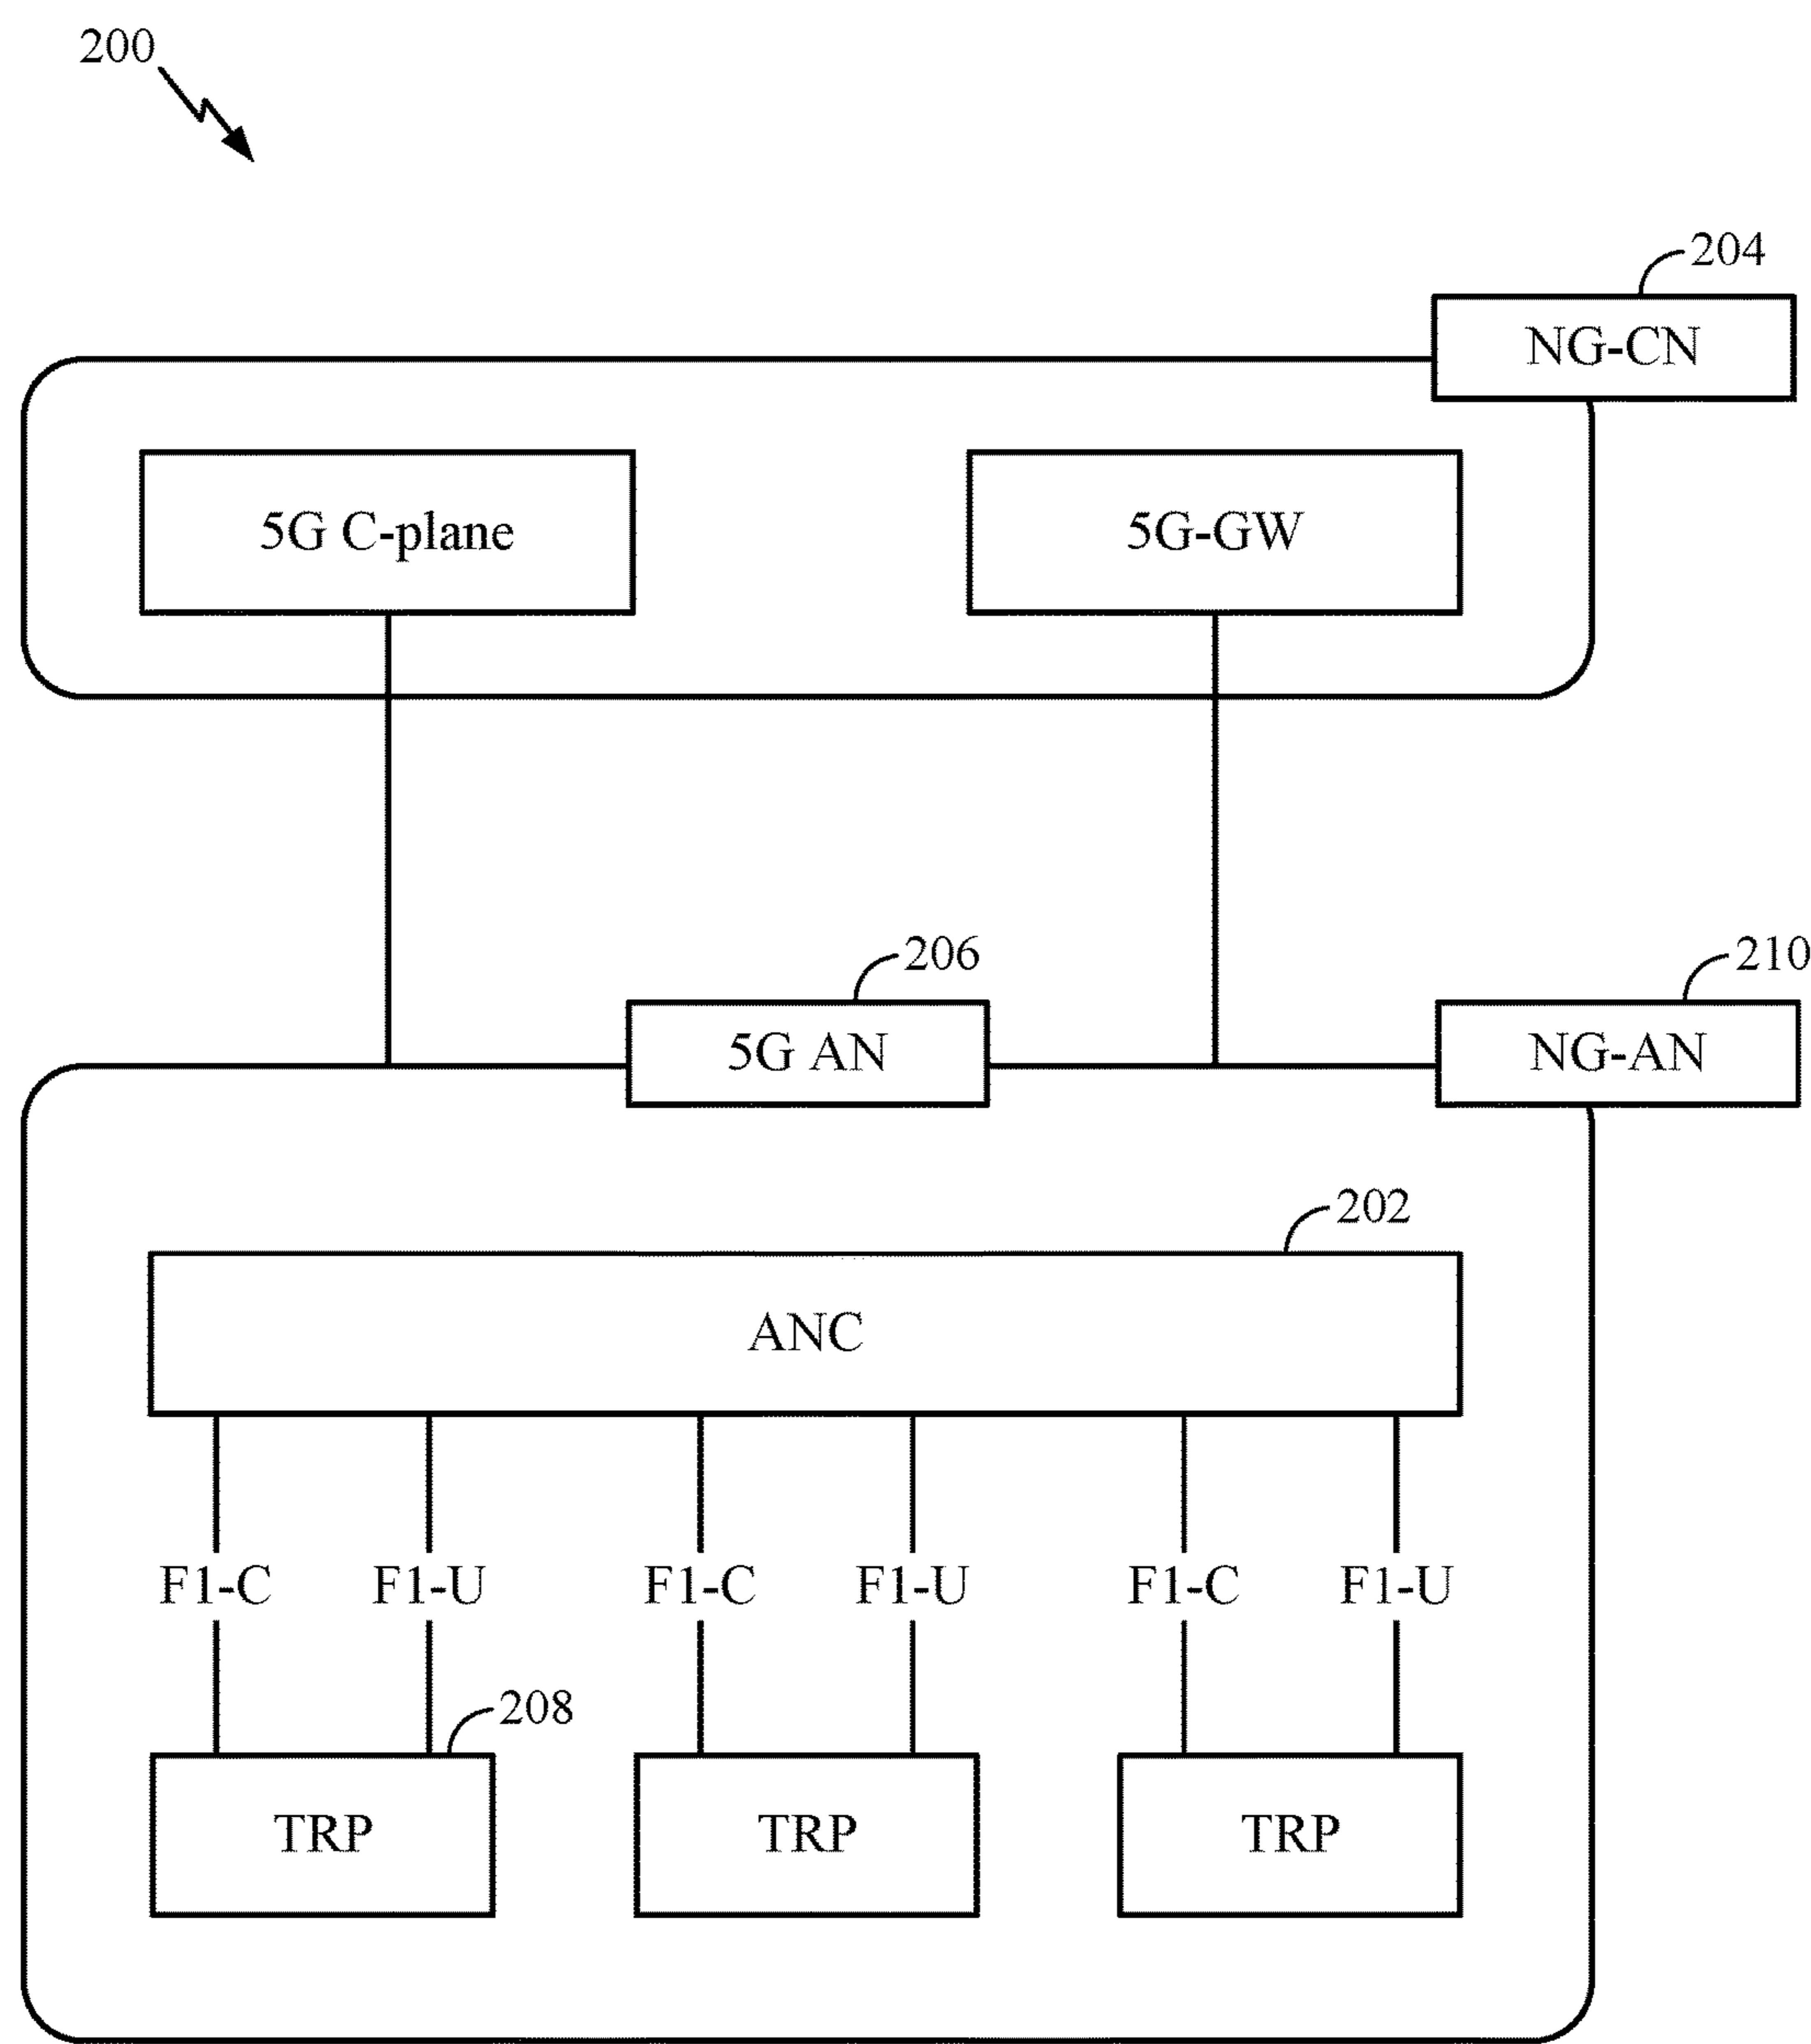 200
204
NG-CN
5G C-plane
5G-GW
206
210
5G AN
NG-AN
202
ANC
F1-C F1-U F1-C F1-U F1-C F1-U
208
TRP TRP TRP